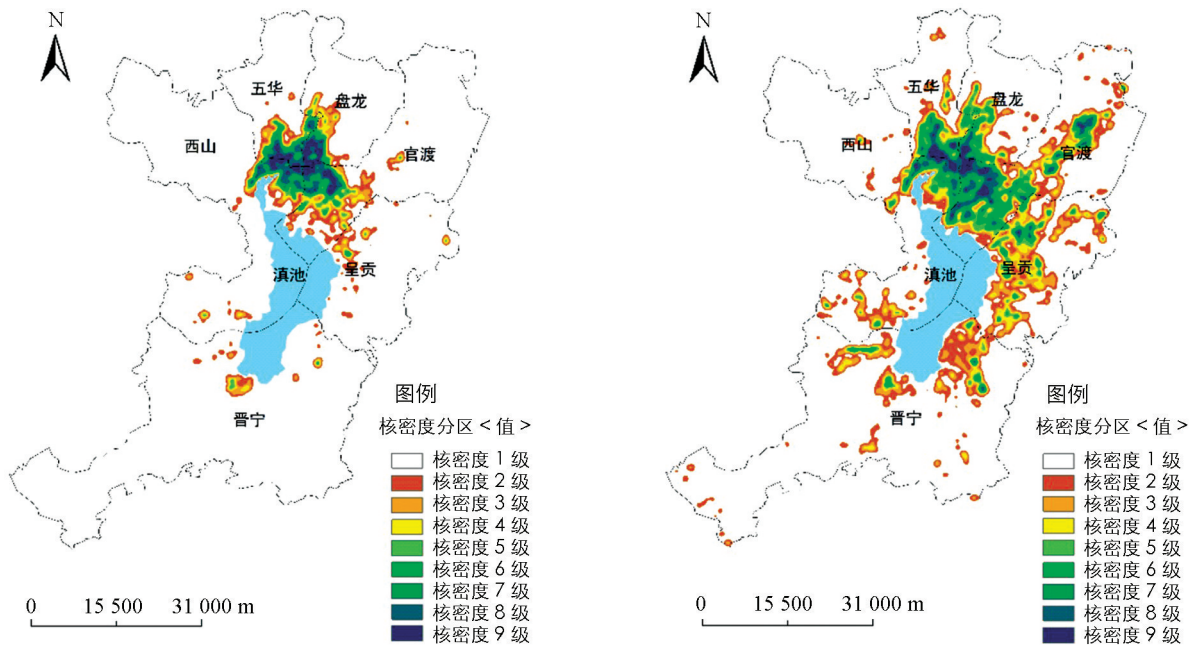 N
五华
盘龙
西山
官渡
滇池
呈贡
晋宁
图例
核密度分区<值>
核密度1级
核密度2级
核密度3级
核密度4级
核密度5级
核密度6级
核密度7级
核密度8级
核密度9级
0 15 500 31 000 m
N
五华
盘龙
西山
官渡
滇池
呈贡
晋宁
图例
核密度分区<值>
核密度1级
核密度2级
核密度3级
核密度4级
核密度5级
核密度6级
核密度7级
核密度8级
核密度9级
0 15 500 31 000 m